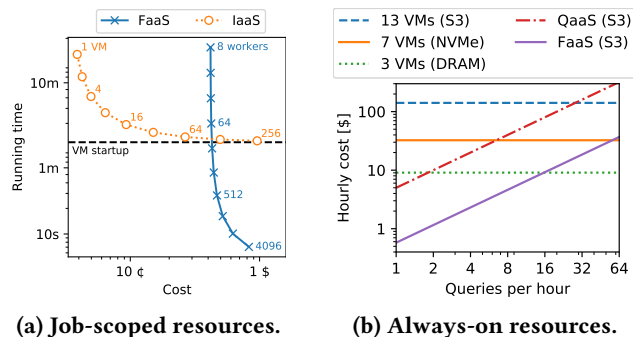 FaaS IaaS
Running time
10m
1m
10s
1 VM
4
16
64
256
8 workers
64
512
4096
VM startup
10 ¢ 1 $
Cost
(a) Job-scoped resources.
13 VMs (S3) QaaS (S3)
7 VMs (NVMe) FaaS (S3)
3 VMs (DRAM)
Hourly cost [$]
100
10
1
1 2 4 8 16 32 64
Queries per hour
(b) Always-on resources.